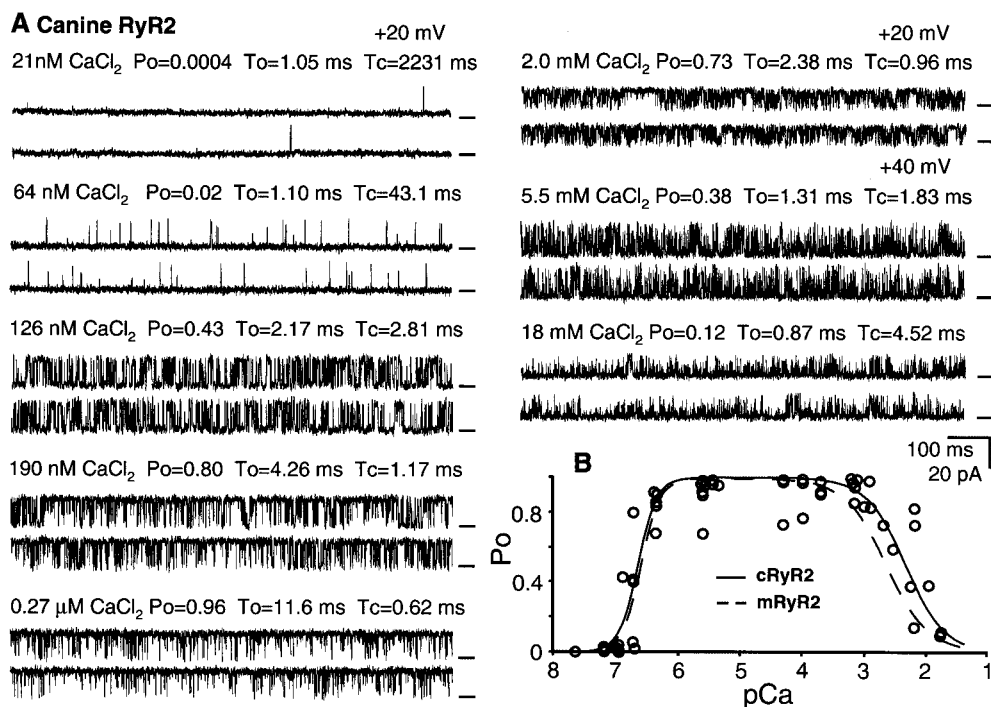 A Canine RyR2
+20 mV
21nM CaCl2 Po=0.0004 To=1.05 ms Tc=2231 ms
64 nM CaCl2 Po=0.02 To=1.10 ms Tc=43.1 ms
126 nM CaCl2 Po=0.43 To=2.17 ms Tc=2.81 ms
190 nM CaCl2 Po=0.80 To=4.26 ms Tc=1.17 ms
0.27 μM CaCl2 Po=0.96 To=11.6 ms Tc=0.62 ms
+20 mV
2.0 mM CaCl2 Po=0.73 To=2.38 ms Tc=0.96 ms
+40 mV
5.5 mM CaCl2 Po=0.38 To=1.31 ms Tc=1.83 ms
18 mM CaCl2 Po=0.12 To=0.87 ms Tc=4.52 ms
100 ms
20 pA
B
Po
0.8
0.4
0
cRyR2
mRyR2
8 7 6 5 4 3 2 1
pCa